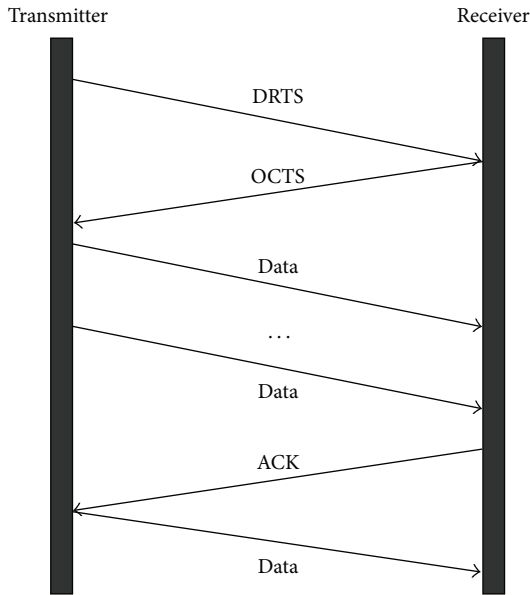 Transmitter
Receiver
DRTS
OCTS
Data
...
Data
ACK
Data